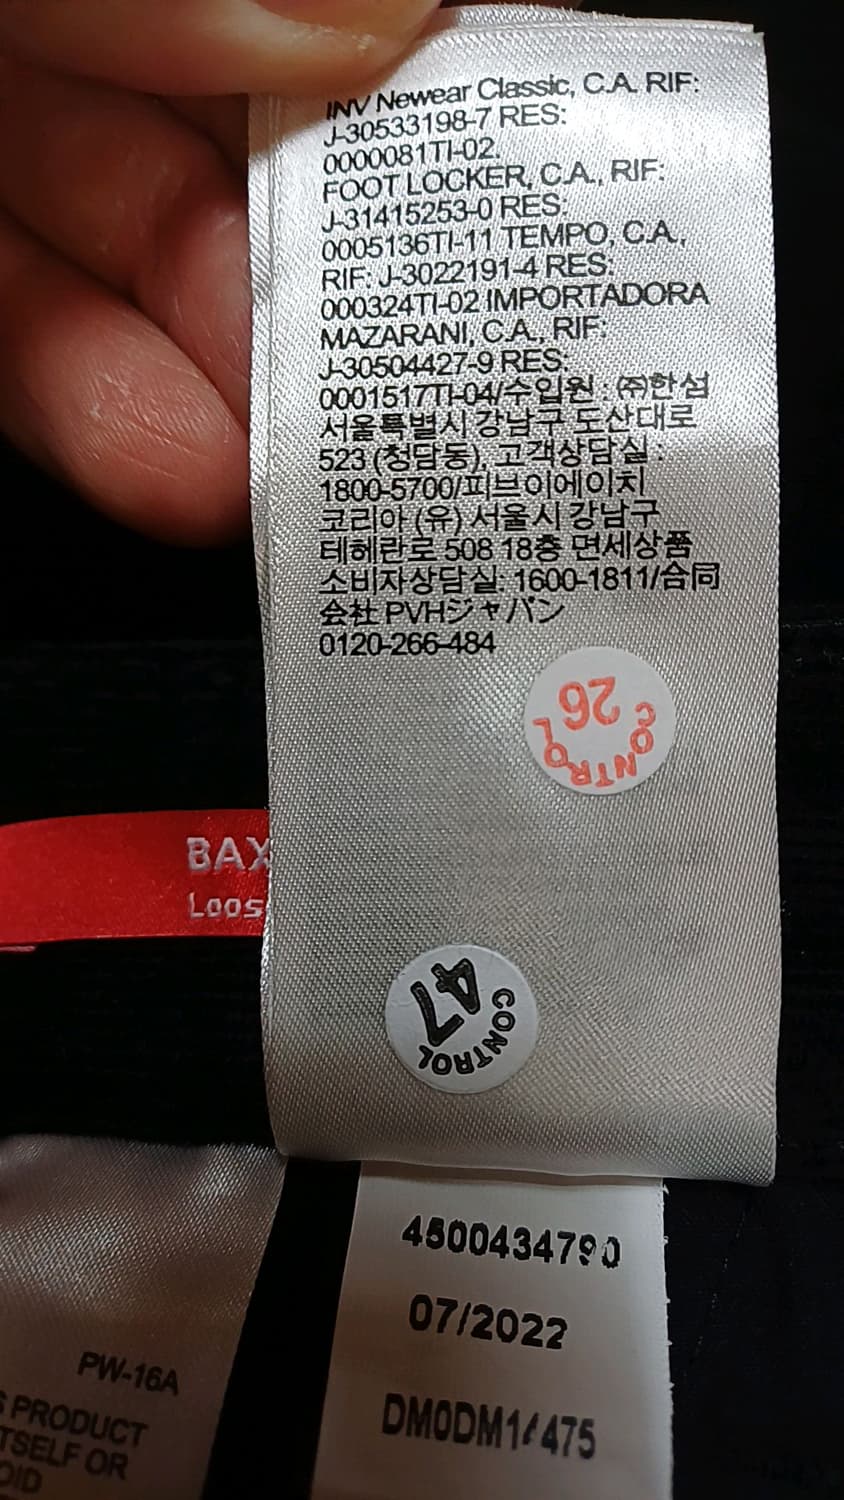 INV Newear Classic, C.A. RIF:
J-30533198-7 RES:
0000081TI-02.
FOOT LOCKER, C.A., RIF:
J-31415253-0 RES:
0005136TI-11 TEMPO, C.A.,
RIF: J-3022191-4 RES:
000324TI-02 IMPORTADORA
MAZARANI, C.A., RIF:
J-30504427-9 RES:
0001517TI-04/수입원 : ㈜한섬
서울특별시 강남구 도산대로
523 (청담동), 고객상담실 :
1800-5700/피브이에이치
코리아 (유) 서울시 강남구
테헤란로 508 18층 면세상품
소비자상담실: 1600-1811/合同
会社 PVHジャパン
0120-266-484
26
CONTROL
BAX
Loos
47
CONTROL
4500434790
07/2022
DM0DM14475
PW-16A
S PRODUCT
TSELF OR
OID